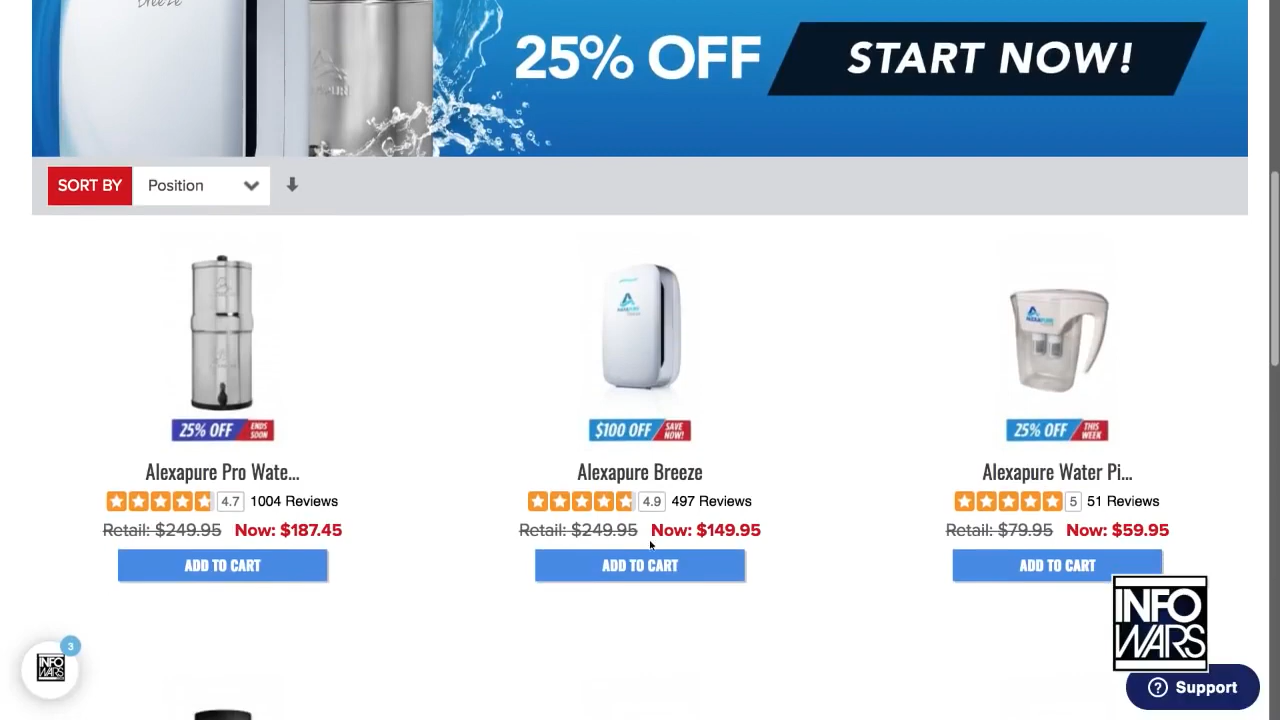 Breeze
25% OFF
START NOW!
SORT BY
Position
25% OFF
ENDS SOON
$100 OFF
SAVE NOW!
25% OFF
THIS WEEK
Alexapure Pro Wate...
Alexapure Breeze
Alexapure Water Pi...
4.7
1004 Reviews
4.9
497 Reviews
5
51 Reviews
Retail: $249.95 Now: $187.45
Retail: $249.95 Now: $149.95
Retail: $79.95 Now: $59.95
ADD TO CART
ADD TO CART
ADD TO CART
INFO
WARS
3
INFO
WARS
Support